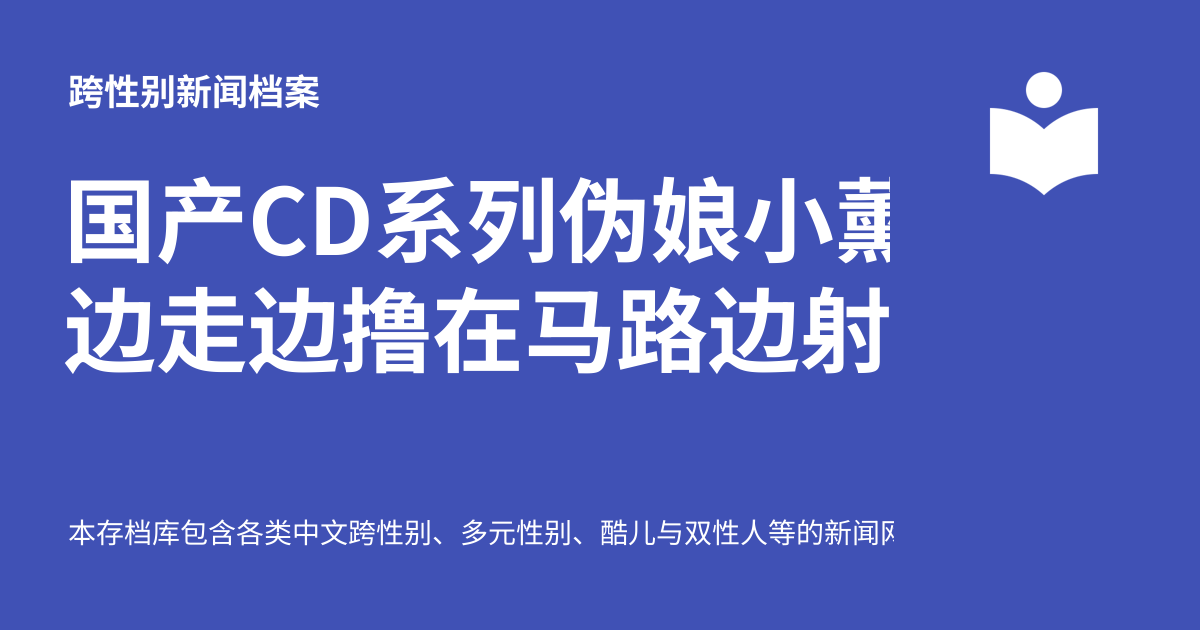 跨性别新闻档案
国产CD系列伪娘小薰
边走边撸在马路边射
本存档库包含各类中文跨性别、多元性别、酷儿与双性人等的新闻网